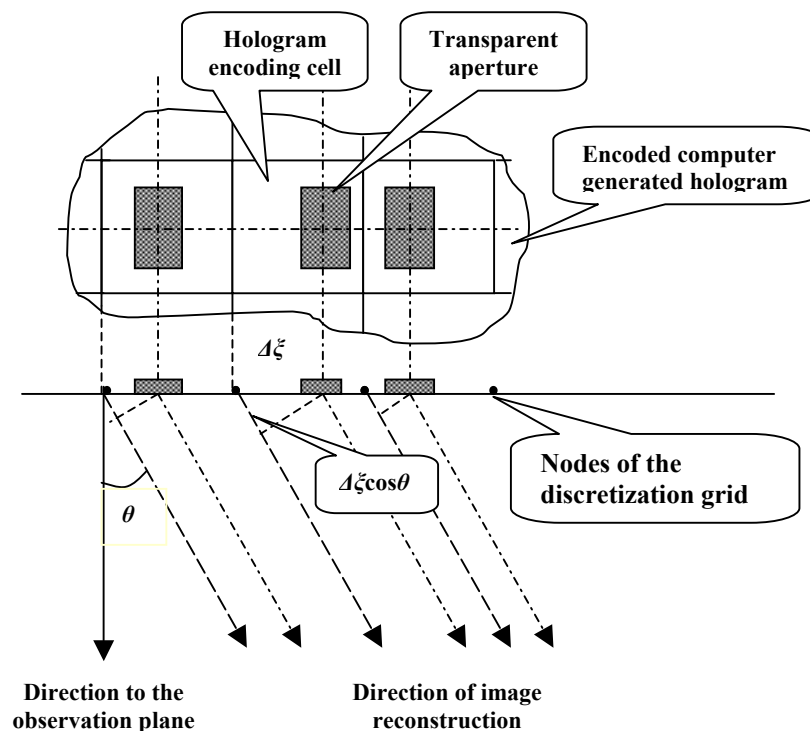 Hologram
encoding cell
Transparent
aperture
Encoded computer
generated hologram
Δξ
Δξcosθ
Nodes of the
discretization grid
θ
Direction to the
observation plane
Direction of image
reconstruction